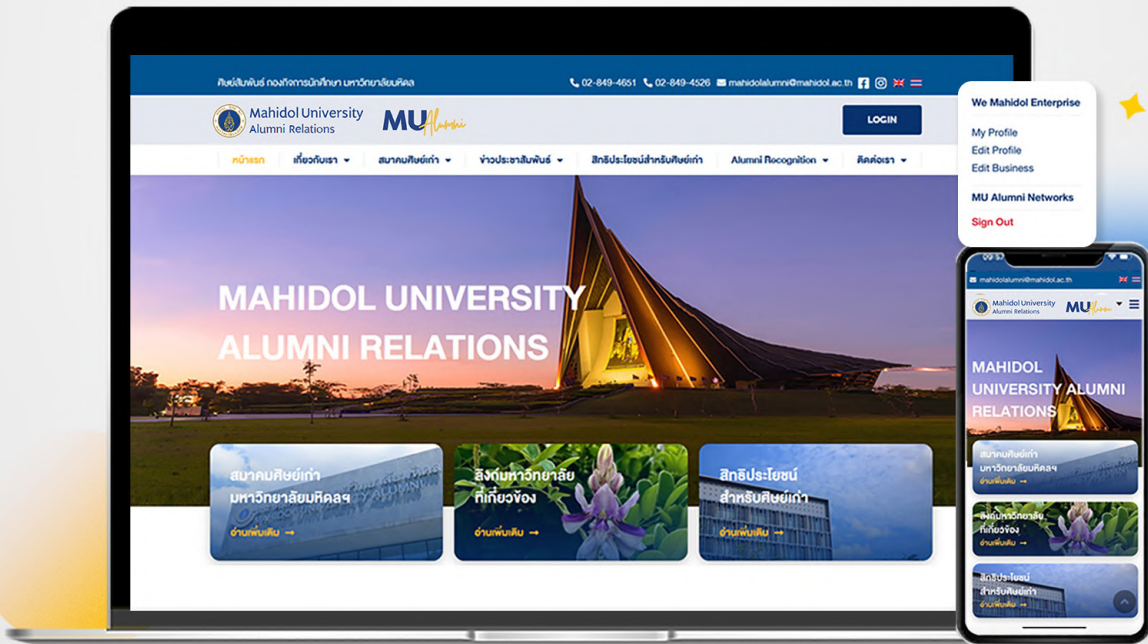 ศิษย์สัมพันธ์ กองกิจการนักศึกษา มหาวิทยาลัยมหิดล
02-849-4651 02-849-4526 mahidolalumni@mahidol.ac.th
Mahidol University
Alumni Relations
MU Alumni
LOGIN
หน้าแรก เกี่ยวกับเรา สมาคมศิษย์เก่า ข่าวประชาสัมพันธ์ สิทธิประโยชน์สำหรับศิษย์เก่า Alumni Recognition ติดต่อเรา
MAHIDOL UNIVERSITY
ALUMNI RELATIONS
สมาคมศิษย์เก่า
มหาวิทยาลัยมหิดลฯ
อ่านเพิ่มเติม →
ลิงก์มหาวิทยาลัย
ที่เกี่ยวข้อง
อ่านเพิ่มเติม →
สิทธิประโยชน์
สำหรับศิษย์เก่า
อ่านเพิ่มเติม →
We Mahidol Enterprise
My Profile
Edit Profile
Edit Business
MU Alumni Networks
Sign Out
09:57
mahidolalumni@mahidol.ac.th
Mahidol University
Alumni Relations
MU Alumni
MAHIDOL
UNIVERSITY ALUMNI
RELATIONS
สมาคมศิษย์เก่า
มหาวิทยาลัยมหิดลฯ
อ่านเพิ่มเติม →
ลิงก์มหาวิทยาลัย
ที่เกี่ยวข้อง
อ่านเพิ่มเติม →
สิทธิประโยชน์
สำหรับศิษย์เก่า
อ่านเพิ่มเติม →